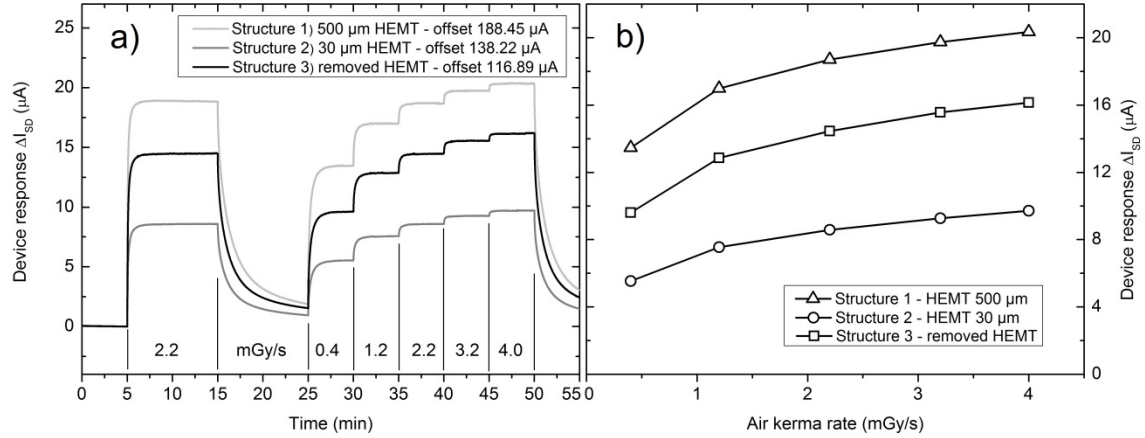 a)
Structure 1) 500 µm HEMT - offset 188.45 µA
Structure 2) 30 µm HEMT - offset 138.22 µA
Structure 3) removed HEMT - offset 116.89 µA
Device response ΔI_SD (µA)
25
20
15
10
5
0
2.2 mGy/s 0.4 1.2 2.2 3.2 4.0
0 5 10 15 20 25 30 35 40 45 50 55
Time (min)
b)
Structure 1 - HEMT 500 µm
Structure 2 - HEMT 30 µm
Structure 3 - removed HEMT
20
16
12
8
4
0
Device response ΔI_SD (µA)
0 1 2 3 4
Air kerma rate (mGy/s)